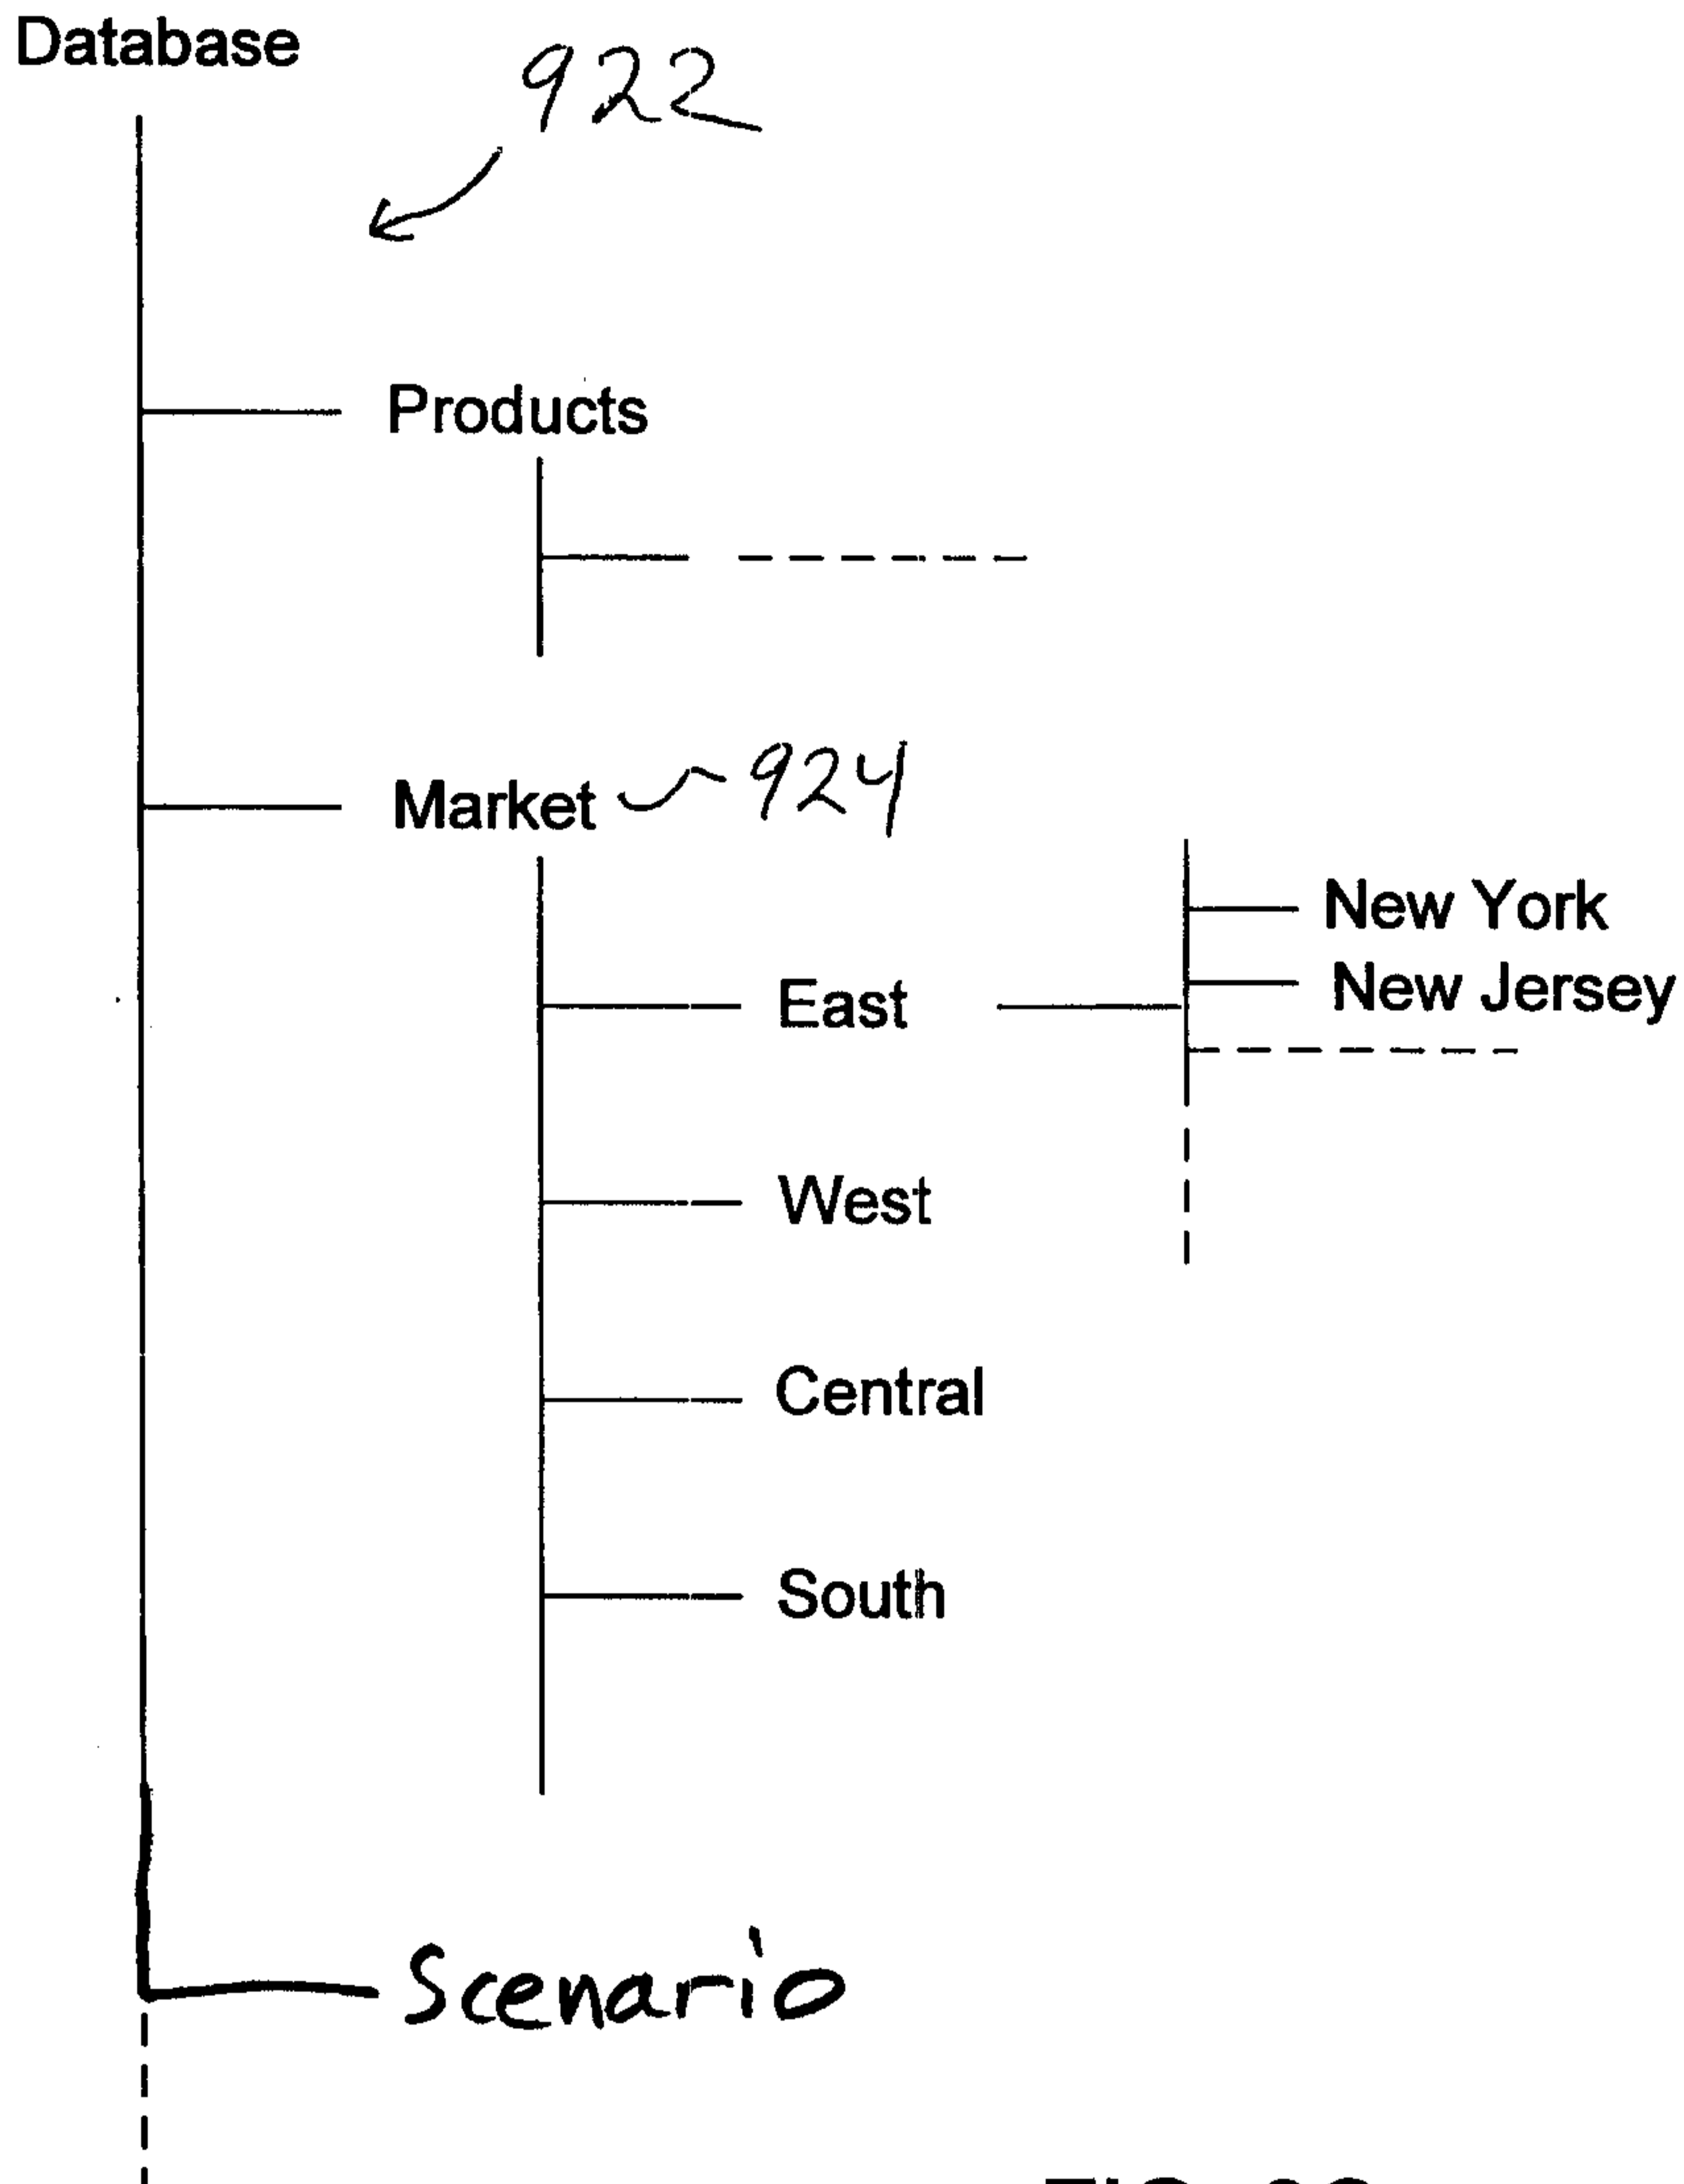 Database
922
Products
Market 924
New York
New Jersey
East
West
Central
South
Scenario